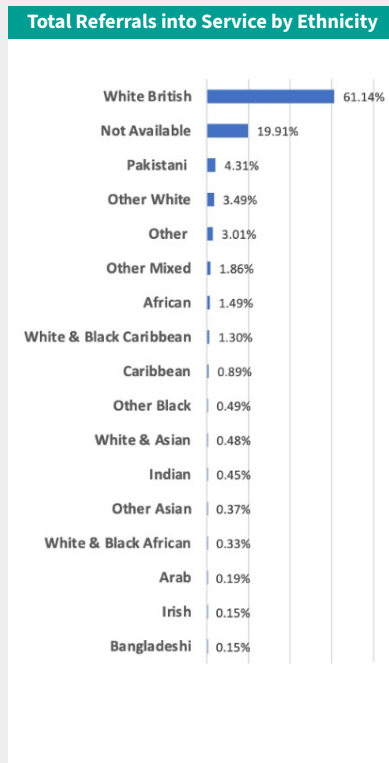 Total Referrals into Service by Ethnicity
White British 61.14%
Not Available 19.91%
Pakistani 4.31%
Other White 3.49%
Other 3.01%
Other Mixed 1.86%
African 1.49%
White & Black Caribbean 1.30%
Caribbean 0.89%
Other Black 0.49%
White & Asian 0.48%
Indian 0.45%
Other Asian 0.37%
White & Black African 0.33%
Arab 0.19%
Irish 0.15%
Bangladeshi 0.15%